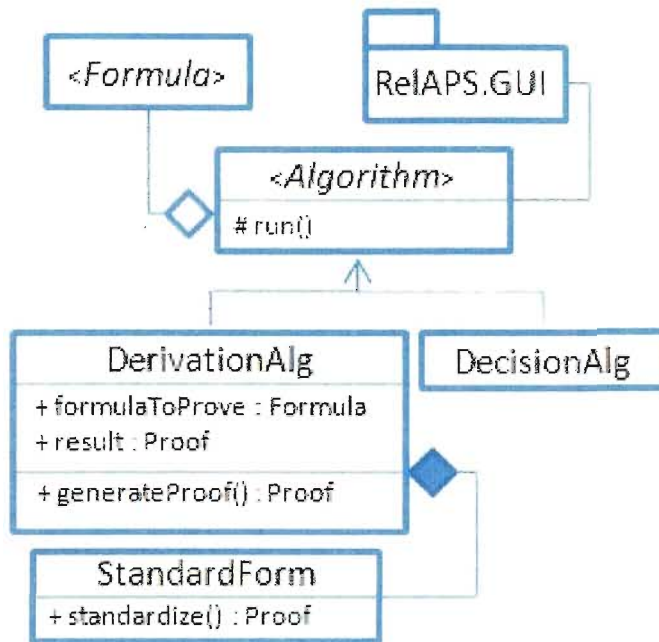 <Formula>
RelAPS.GUI
<Algorithm>
# run()
DerivationAlg
+ formulaToProve : Formula
+ result : Proof
+ generateProof() : Proof
DecisionAlg
StandardForm
+ standardize() : Proof